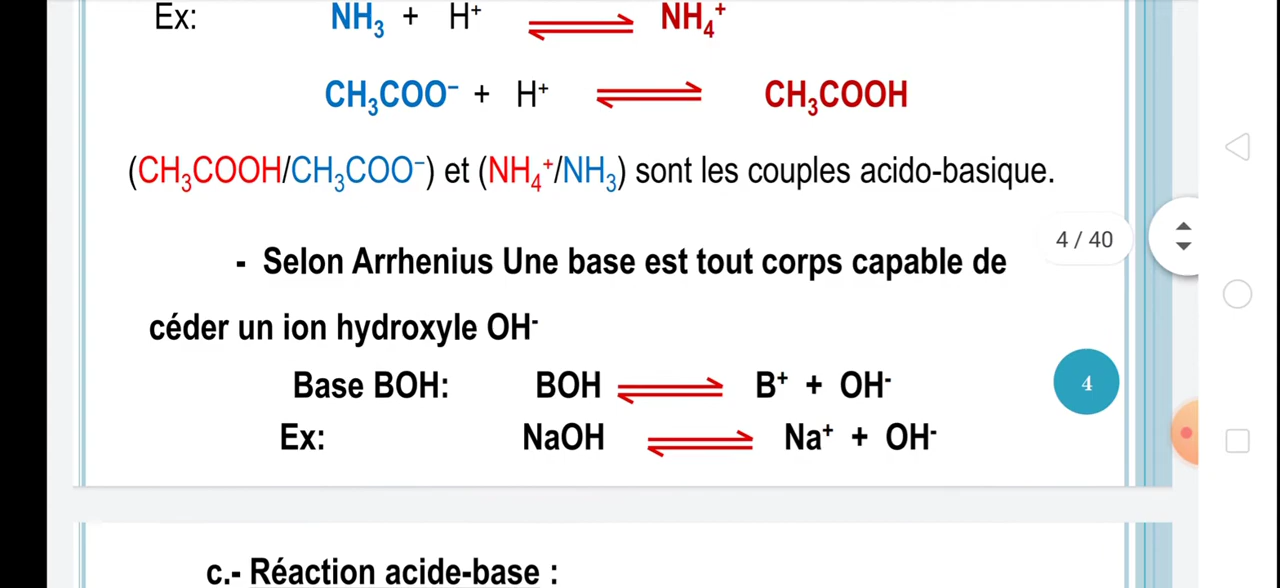 Ex: NH₃ + H⁺ ⇌ NH₄⁺
CH₃COO⁻ + H⁺ ⇌ CH₃COOH
(CH₃COOH/CH₃COO⁻) et (NH₄⁺/NH₃) sont les couples acido-basique.
4 / 40
- Selon Arrhenius Une base est tout corps capable de
céder un ion hydroxyle OH⁻
Base BOH: BOH ⇌ B⁺ + OH⁻
4
Ex: NaOH ⇌ Na⁺ + OH⁻
c.- Réaction acide-base :